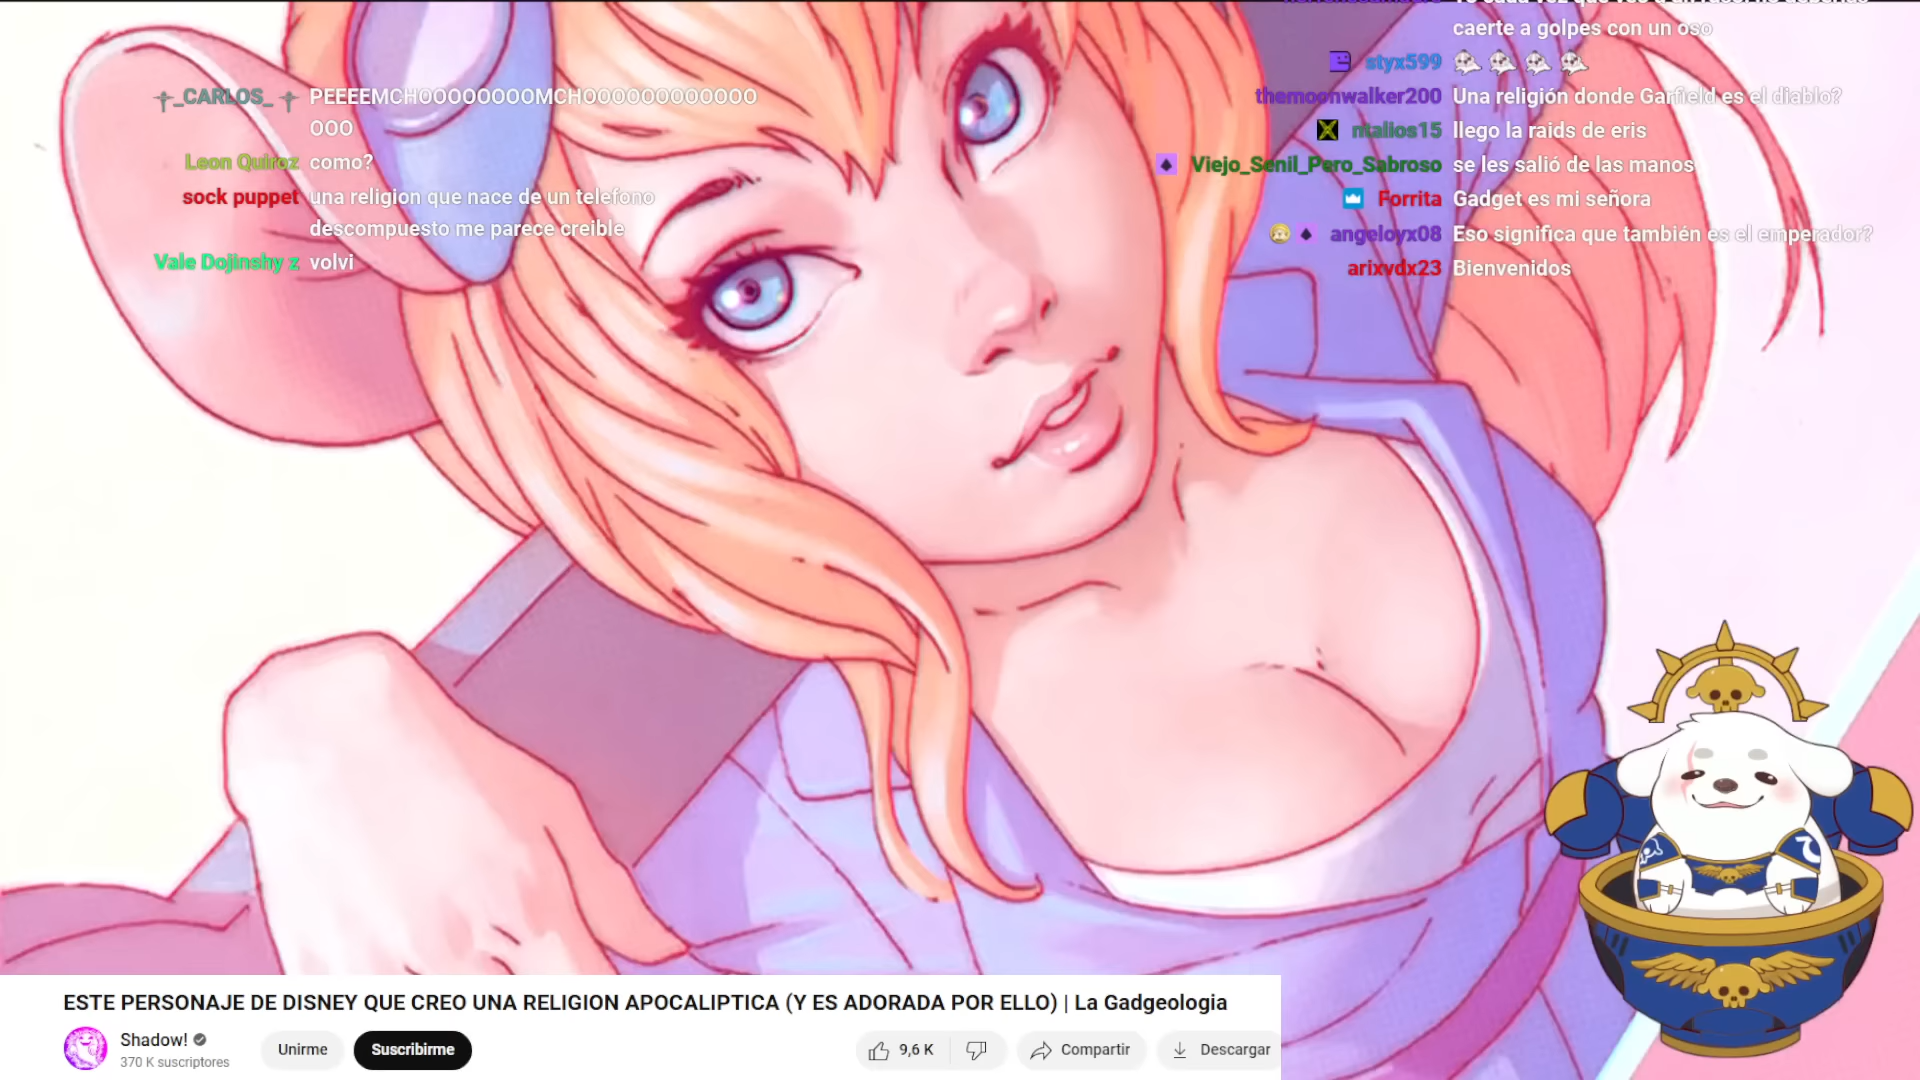 _CARLOS_ PEEEEMCHOOOOOOOOMCHOOOOOOOOOOOO
OOO
Leon Quiroz como?
sock puppet una religion que nace de un telefono
descompuesto me parece creible
Vale Dojinshy z volvi
caerte a golpes con un oso
styx599
themoonwalker200 Una religión donde Garfield es el diablo?
ntalios15 llego la raids de eris
Viejo_Senil_Pero_Sabroso se les salió de las manos
Forrita Gadget es mi señora
angeloyx08 Eso significa que también es el emperador?
arixvdx23 Bienvenidos
ESTE PERSONAJE DE DISNEY QUE CREO UNA RELIGION APOCALIPTICA (Y ES ADORADA POR ELLO) | La Gadgeologia
Shadow!
370 K suscriptores
Unirme
Suscribirme
9,6 K
Compartir
Descargar